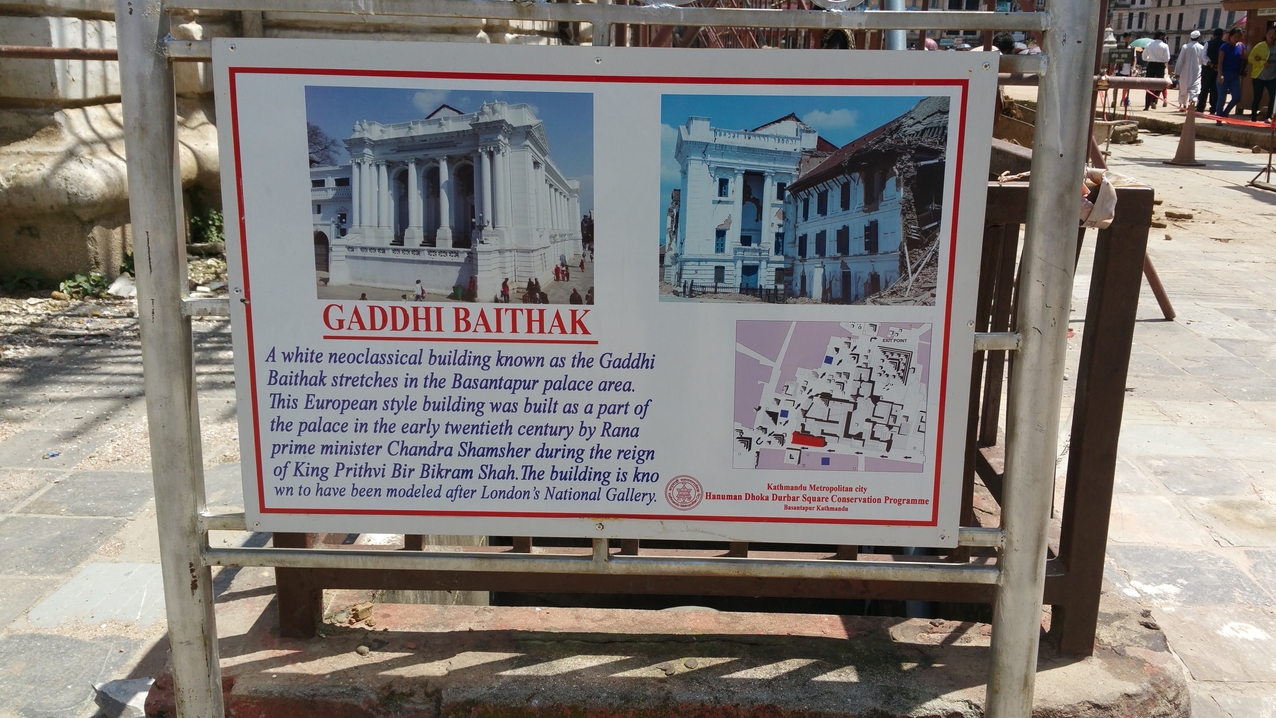 GADDHI BAITHAK
A white neoclassical building known as the Gaddhi
Baithak stretches in the Basantapur palace area.
This European style building was built as a part of
the palace in the early twentieth century by Rana
prime minister Chandra Shamsher during the reign
of King Prithvi Bir Bikram Shah.The building is kno
wn to have been modeled after London's National Gallery.
EXIT POINT
Kathmandu Metropolitan city
Hanuman Dhoka Durbar Square Conservation Programme
Basantapur Kathmandu